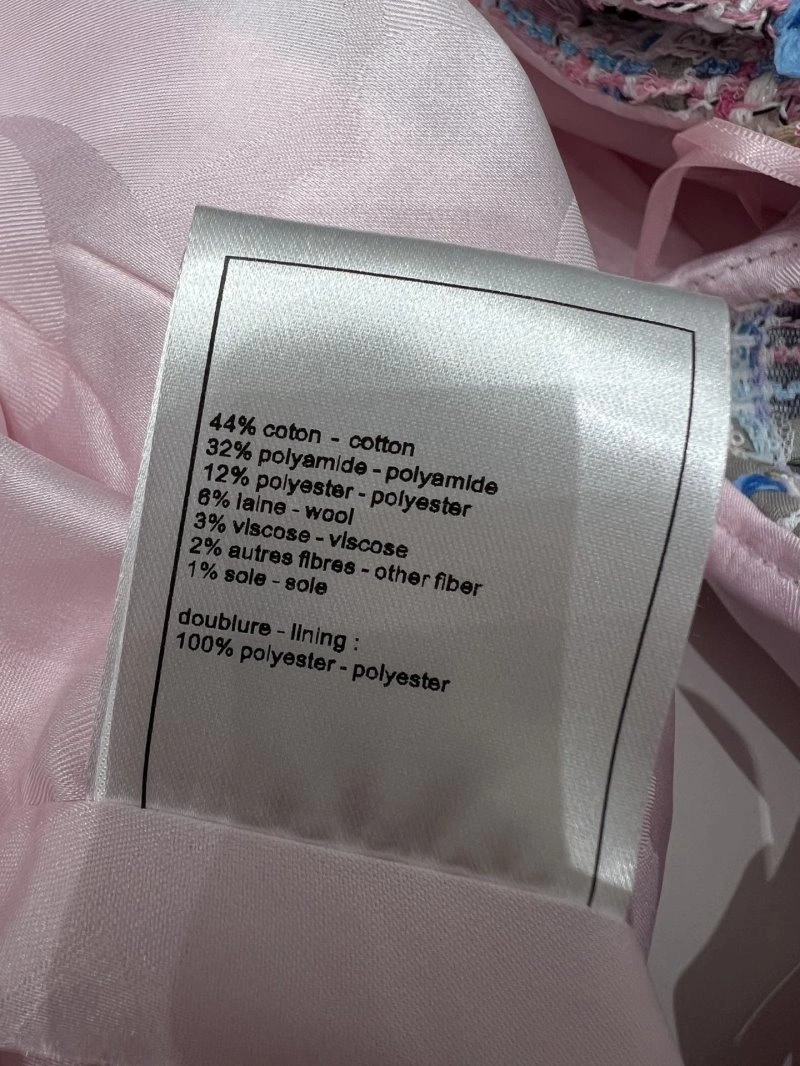 44% coton - cotton
32% polyamide - polyamide
12% polyester - polyester
6% laine - wool
3% viscose - viscose
2% autres fibres - other fiber
1% soie - soie
doublure - lining :
100% polyester - polyester